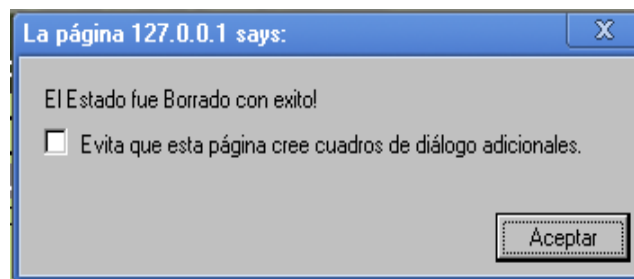 La página 127.0.0.1 says:
X
El Estado fue Borrado con exito!
Evita que esta página cree cuadros de diálogo adicionales.
Aceptar